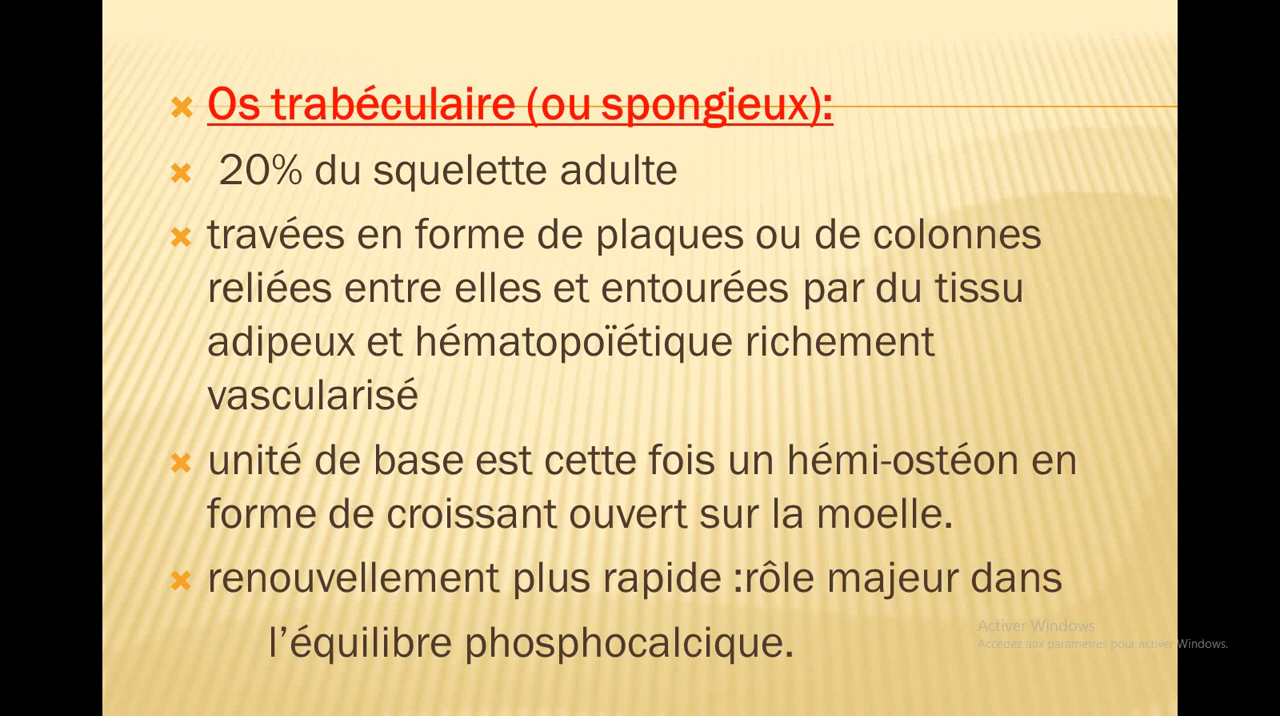 Os trabéculaire (ou spongieux):
20% du squelette adulte
travées en forme de plaques ou de colonnes
reliées entre elles et entourées par du tissu
adipeux et hématopoïétique richement
vascularisé
unité de base est cette fois un hémi-ostéon en
forme de croissant ouvert sur la moelle.
renouvellement plus rapide :rôle majeur dans
l’équilibre phosphocalcique.
Activer Windows
Accédez aux paramètres pour activer Windows.